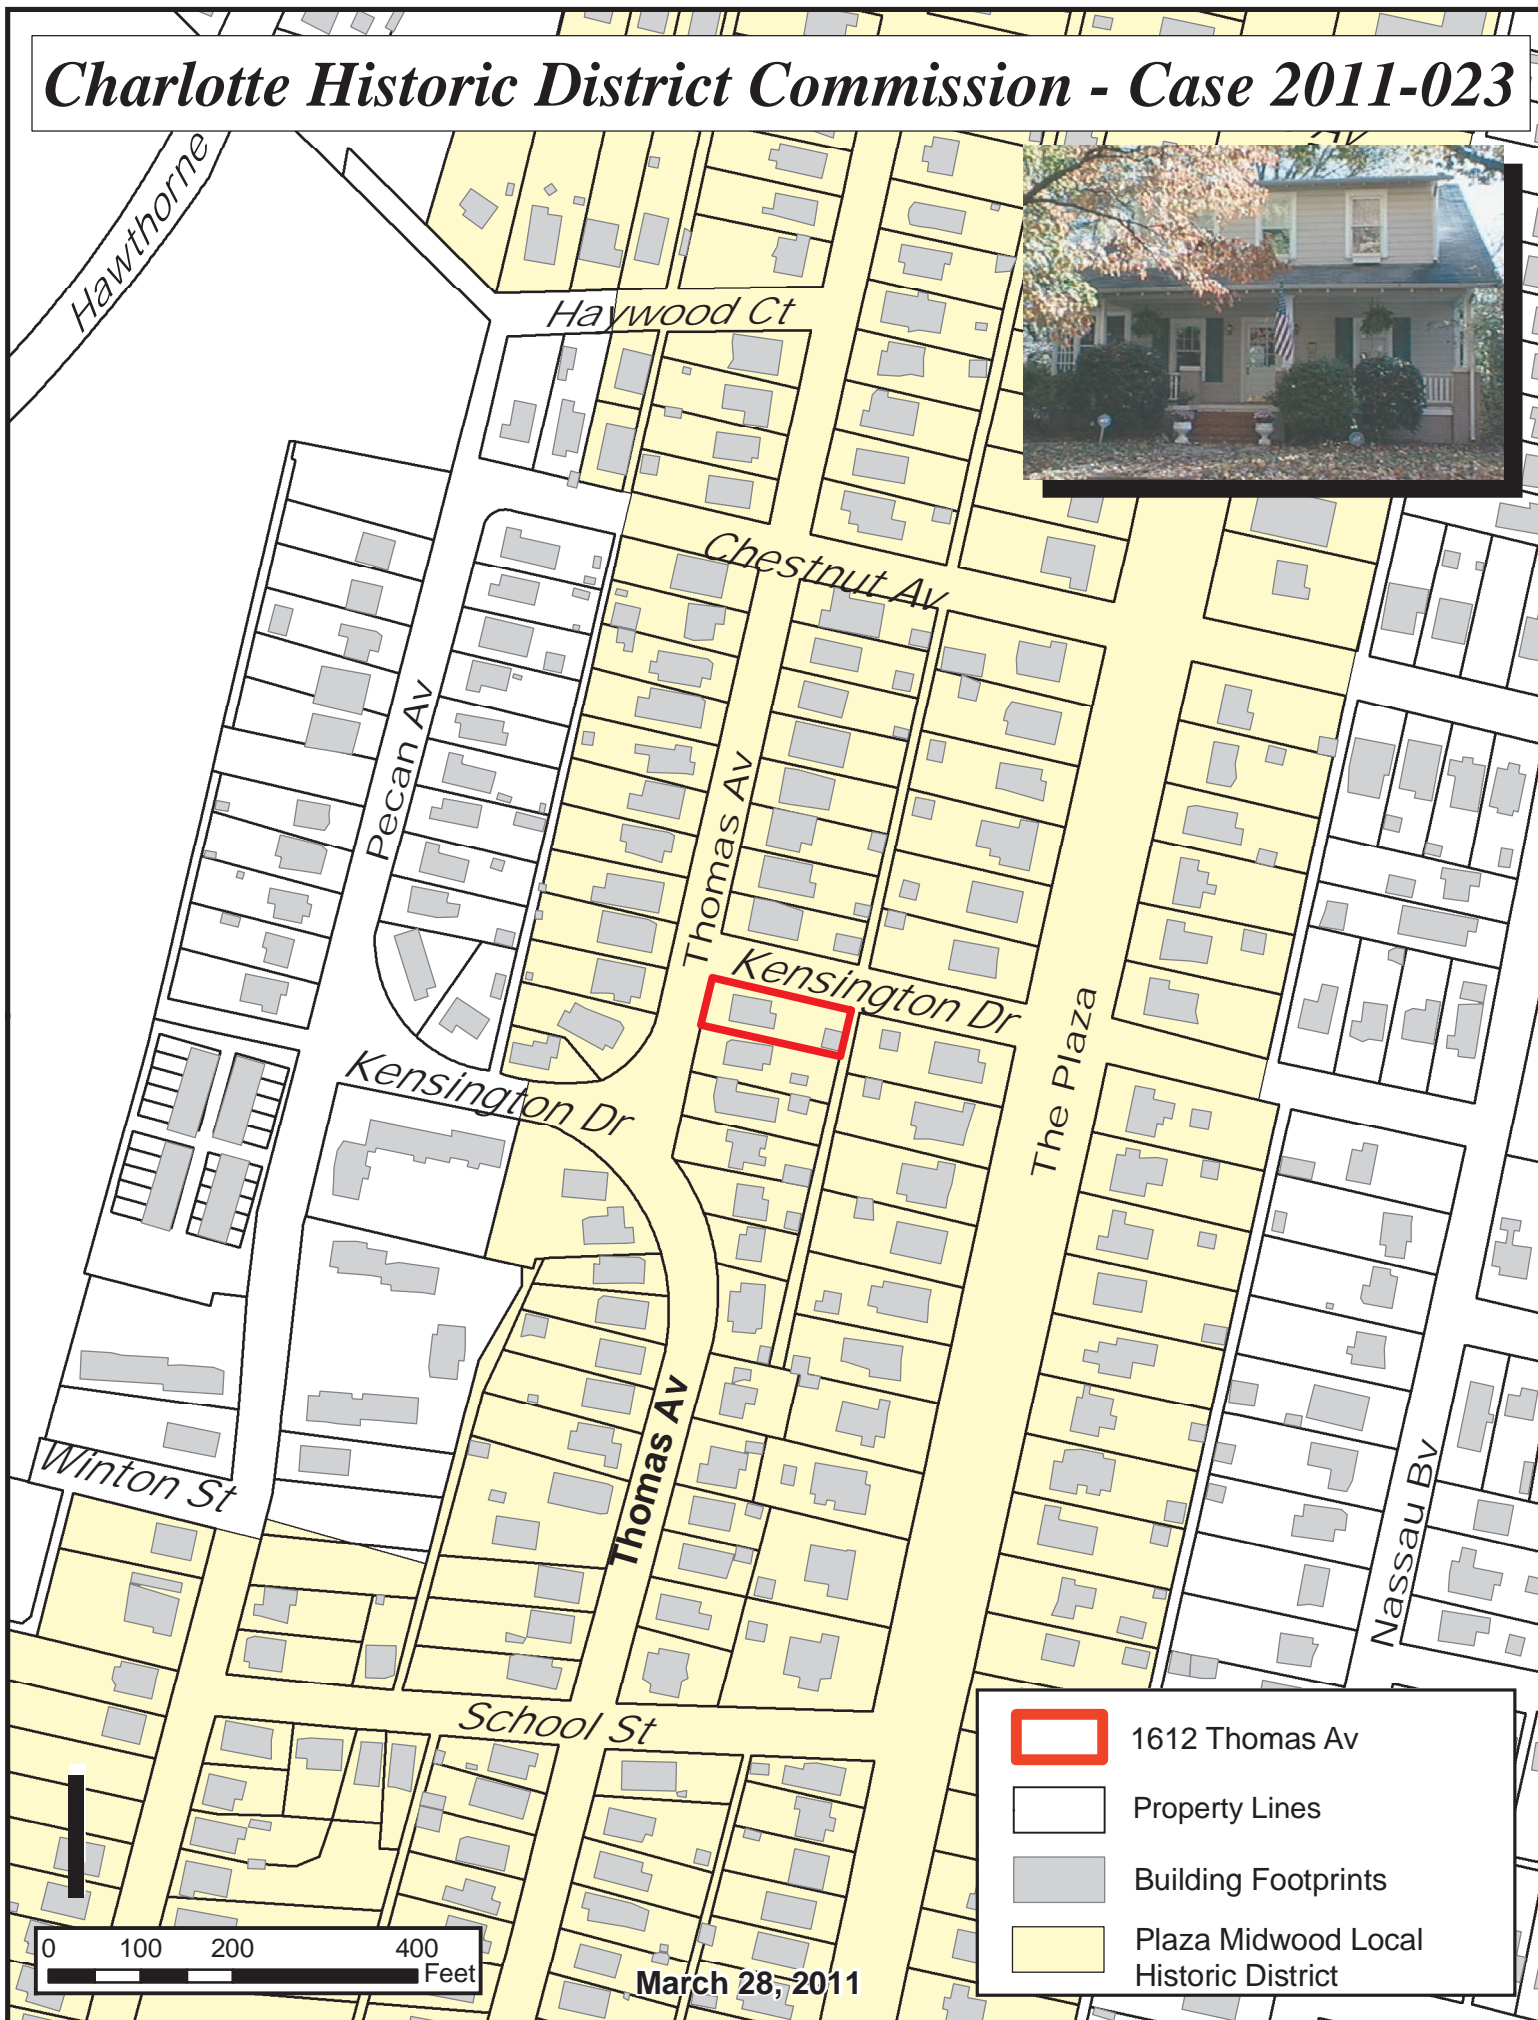 Charlotte Historic District Commission - Case 2011-023
Av
Hawthorne
Haywood Ct
Chestnut Av
Pecan Av
Thomas Av
Kensington Dr
The Plaza
Kensington Dr
Thomas Av
Winton St
Nassau Bv
School St
1612 Thomas Av
Property Lines
Building Footprints
Plaza Midwood Local
Historic District
0 100 200 400
Feet
March 28, 2011